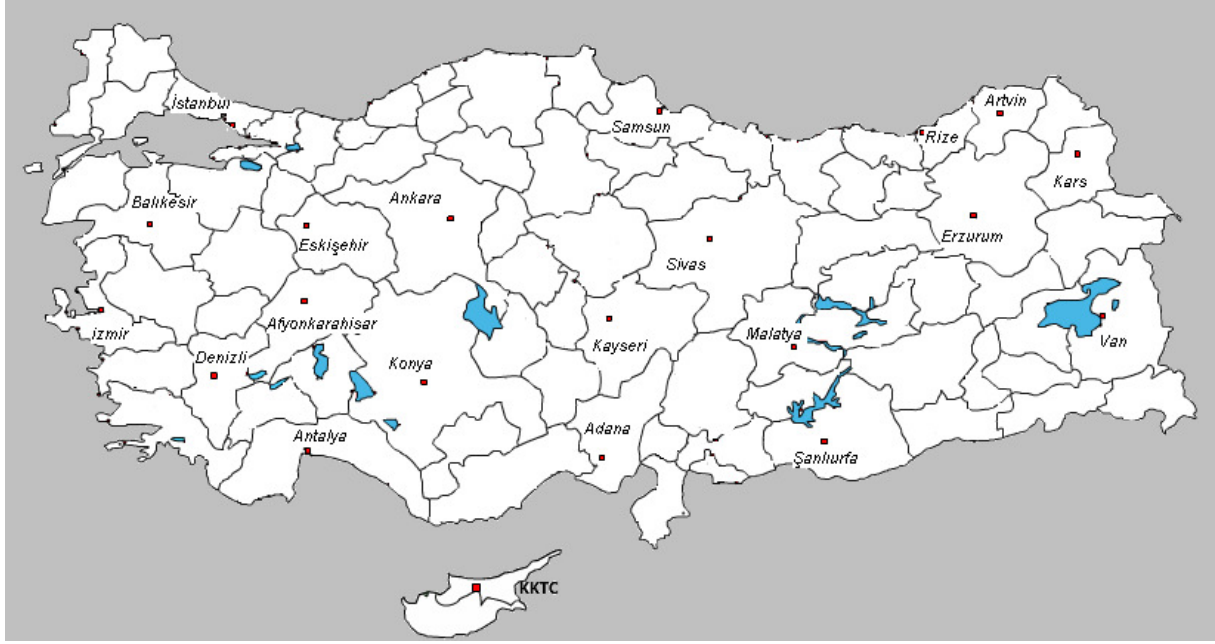 İstanbul
Samsun
Artvin
Rize
Kars
Balıkesir
Ankara
Eskişehir
Erzurum
Sivas
Afyonkarahisar
izmir
Malatya
Van
Kayseri
Denizli
Konya
Antalya
Adana
Şanlıurfa
KKTC